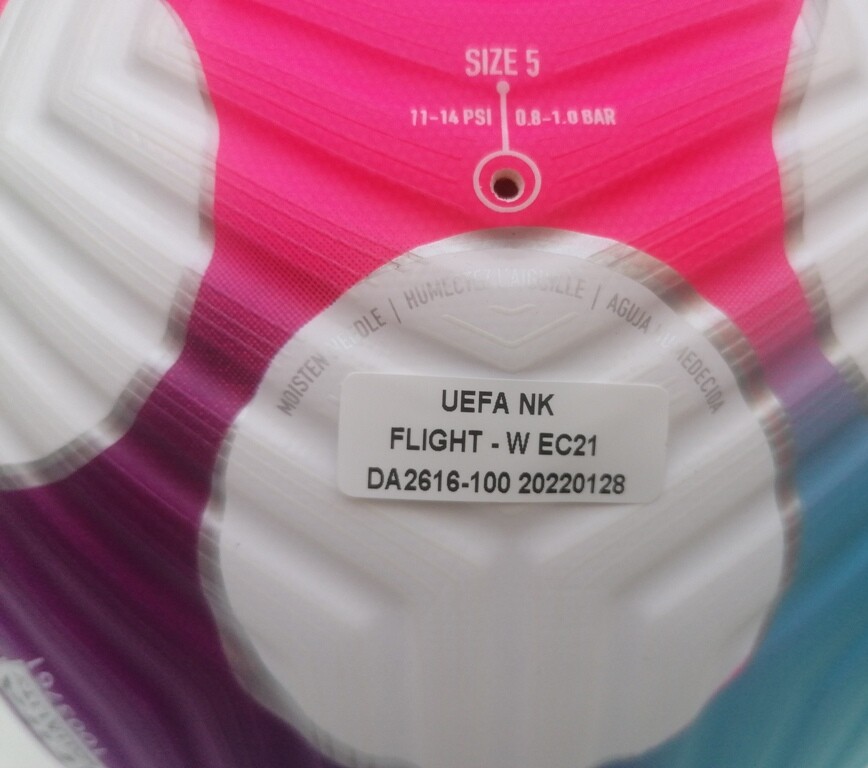 SIZE 5
11-14 PSI | 0.8-1.0 BAR
MOISTEN NEEDLE | HUMECTEZ L'AIGUILLE | AGUJA HUMEDECIDA
UEFA NK
FLIGHT - W EC21
DA2616-100 20220128